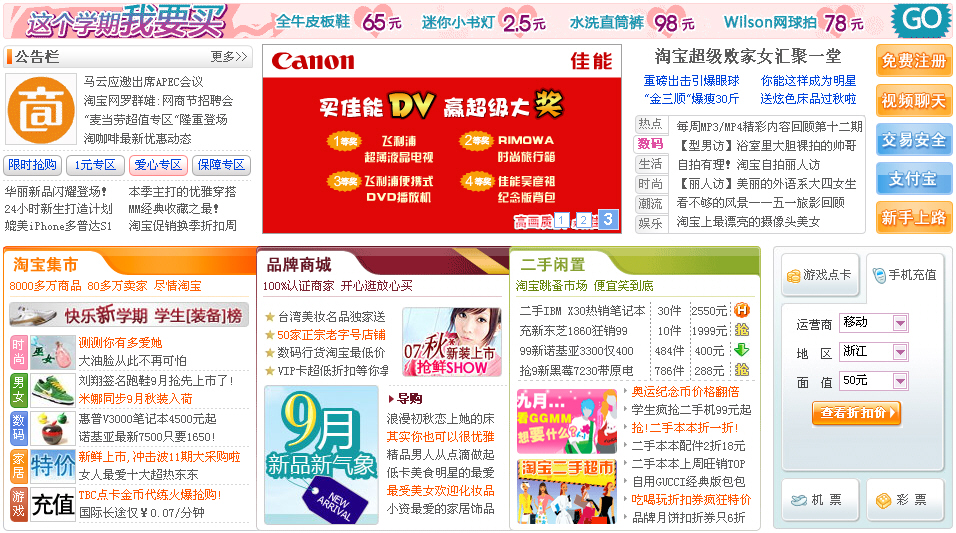 这个学期我要买 全牛皮板鞋 65元 迷你小书灯 2.5元 水洗直筒裤 98元 Wilson网球拍 78元 GO
公告栏 更多>>
商
马云应邀出席APEC会议
淘宝网罗群雄:网商节招聘会
“麦当劳超值专区”隆重登场
淘咖啡最新优惠动态
限时抢购 1元专区 爱心专区 保障专区
华丽新品闪耀登场! 本季主打的优雅穿搭
24小时新生打造计划 MM经典收藏之最!
媲美iPhone多普达S1 淘宝促销换季折扣周
Canon 佳能
买佳能DV 赢超级大奖
1等奖 飞利浦
超薄液晶电视
2等奖 RIMOWA
时尚旅行箱
3等奖 飞利浦便携式
DVD播放机
4等奖 佳能吴彦祖
纪念版背包
高画质
1 2 3
淘宝超级败家女汇聚一堂
重磅出击引爆眼球 你能这样成为明星
“金三顺”爆瘦30斤 送炫色床品过秋啦
热点 每周MP3/MP4精彩内容回顾第十二期
数码 【型男访】浴室里大胆裸拍的帅哥
生活 自拍有理! 淘宝自拍丽人访
时尚 【丽人访】美丽的外语系大四女生
潮流 看不够的风景一一五一旅影回顾
娱乐 淘宝上最漂亮的摄像头美女
免费注册
视频聊天
交易安全
支付宝
新手上路
淘宝集市
8000多万商品 80多万卖家 尽情淘宝
快乐新学期 学生[装备]榜
时尚
测测你有多爱她
大油脸从此不再可怕
男女
刘翔签名跑鞋9月抢先上市了!
米娜同步9月秋装入荷
数码
惠普V3000笔记本4500元起
诺基亚最新7500只要1650!
家居
特价
新鲜上市,冲击波11期大采购啦
女人最爱十大超热东东
游戏
充值
TBC点卡金币代练火爆抢购!
国际长途仅￥0.07/分钟
品牌商城
100%认证商家 开心逛放心买
台湾美妆名品独家送
50家正宗老字号店铺
数码行货淘宝最低价
VIP卡超低折扣等你拿
07秋 新装上市
抢鲜SHOW
9月
新品新气象
NEW ARRIVAL
导购
浪漫初秋恋上她的床
其实你也可以很优雅
精品男人从点滴做起
低卡美食明星的最爱
最受美女欢迎化妆品
小资最爱的家居饰品
二手闲置
淘宝跳蚤市场 便宜笑到底
二手IBM X30热销笔记本 30件 2550元
充新东芝1860狂销99 10件 1999元 抢
99新诺基亚3300仅400 484件 400元
抢99新黑莓7230带原电 786件 288元 抢
九月...
看GGMM
想要什么?
淘宝二手超市
奥运纪念币价格翻倍
学生疯抢二手机99元起
抢!二手本本折一折!
二手本本配件2折18元
二手本本上周旺销TOP
自用GUCCI经典版包包
吃喝玩折扣券疯狂特价
品牌月饼扣折券只6折
游戏点卡 手机充值
运营商 移动
地 区 浙江
面 值 50元
查看折扣价
机 票 彩 票